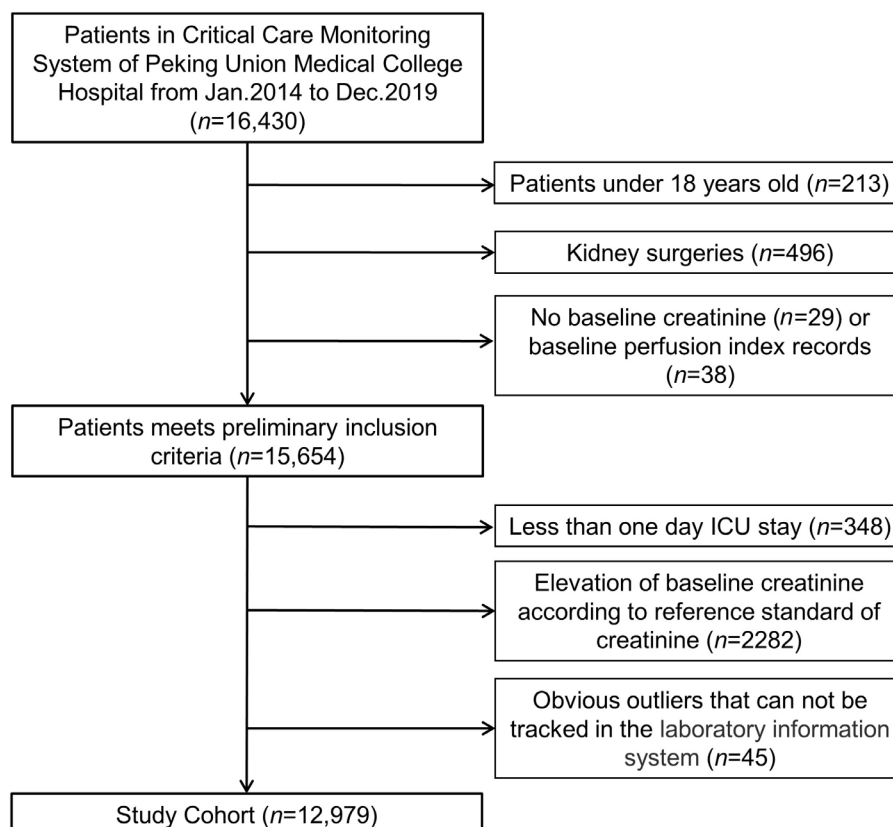 Patients in Critical Care Monitoring
System of Peking Union Medical College
Hospital from Jan.2014 to Dec.2019
(n=16,430)
Patients under 18 years old (n=213)
Kidney surgeries (n=496)
No baseline creatinine (n=29) or
baseline perfusion index records
(n=38)
Patients meets preliminary inclusion
criteria (n=15,654)
Less than one day ICU stay (n=348)
Elevation of baseline creatinine
according to reference standard of
creatinine (n=2282)
Obvious outliers that can not be
tracked in the laboratory information
system (n=45)
Study Cohort (n=12,979)